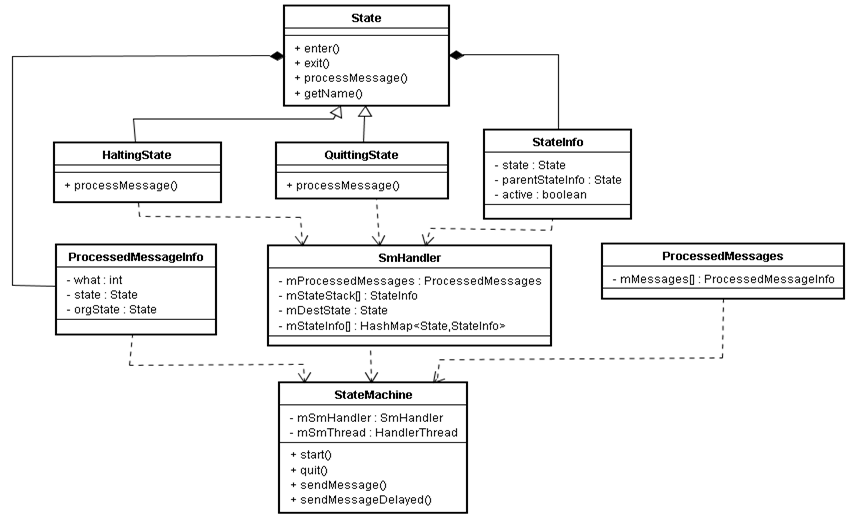 State
+ enter()
+ exit()
+ processMessage()
+ getName()
HaltingState
+ processMessage()
QuittingState
+ processMessage()
StateInfo
- state : State
- parentStateInfo : State
- active : boolean
ProcessedMessageInfo
- what : int
- state : State
- orgState : State
SmHandler
- mProcessedMessages : ProcessedMessages
- mStateStack[] : StateInfo
- mDestState : State
- mStateInfo[] : HashMap<State,StateInfo>
ProcessedMessages
- mMessages[] : ProcessedMessageInfo
StateMachine
- mSmHandler : SmHandler
- mSmThread : HandlerThread
+ start()
+ quit()
+ sendMessage()
+ sendMessageDelayed()